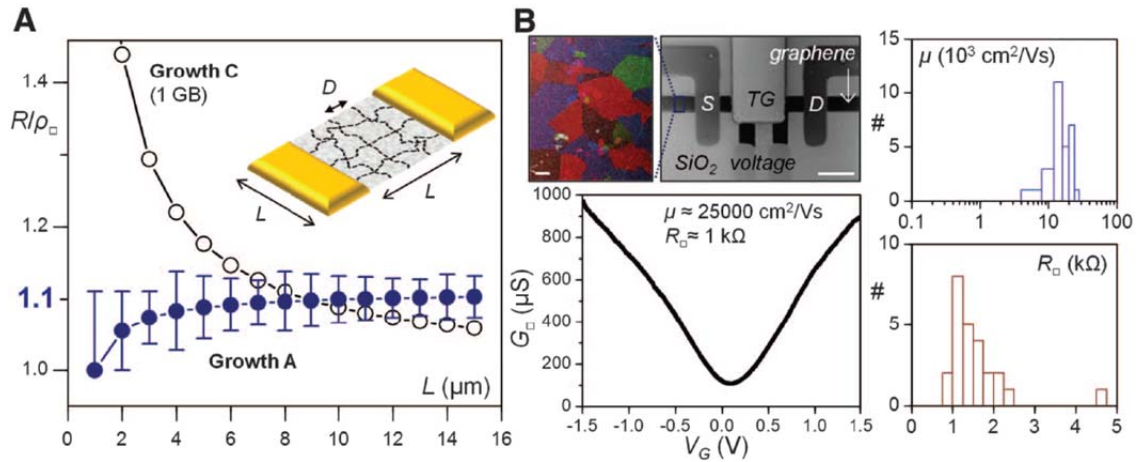 A
Growth C
(1 GB)
1.4
R/ρ□
1.2
1.1
1.0
D
L
L
Growth A
L (μm)
0 2 4 6 8 10 12 14 16
B
graphene
S TG D
SiO2 voltage
1000
800
600
400
200
0
G□ (μS)
μ ≈ 25000 cm²/Vs
R□≈ 1 kΩ
-1.5 -1.0 -0.5 0.0 0.5 1.0 1.5
VG (V)
15
10
5
0
#
μ (10³ cm²/Vs)
0.1 1 10 100
10
5
0
#
R□ (kΩ)
0 1 2 3 4 5